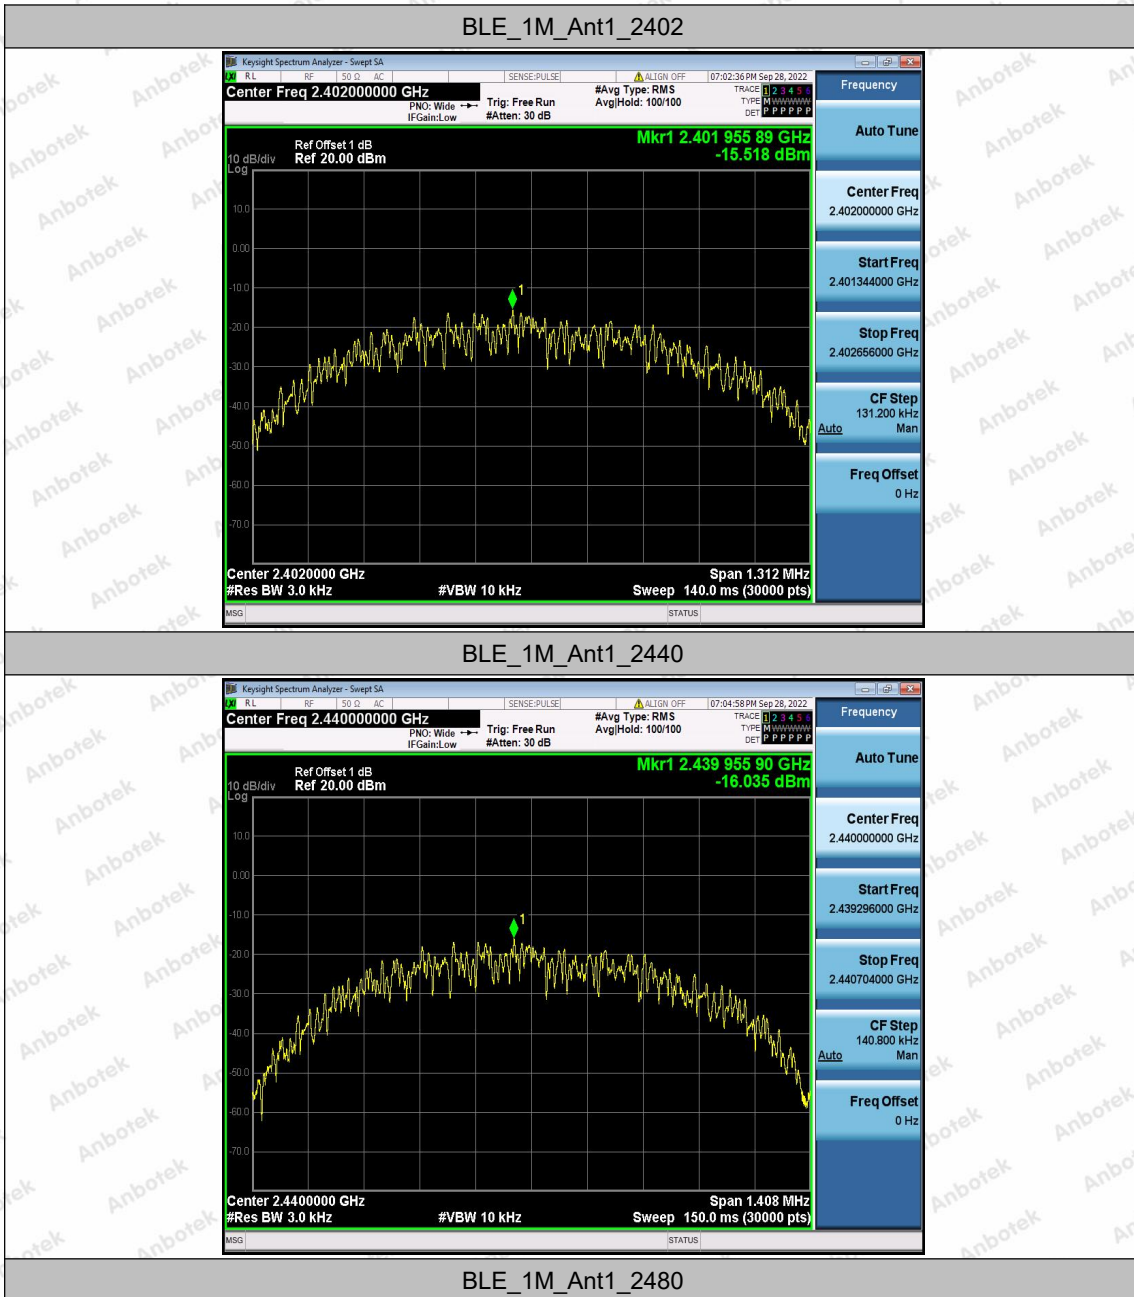 BLE_1M_Ant1_2402
Keysight Spectrum Analyzer - Swept SA
LXI RL RF 50 Ω AC SENSE:PULSE ALIGN OFF 07:02:36 PM Sep 28, 2022
Center Freq 2.402000000 GHz
PNO: Wide
IFGain:Low
Trig: Free Run
#Atten: 30 dB
#Avg Type: RMS
Avg|Hold: 100/100
TRACE 1 2 3 4 5 6
TYPE M W W W W W
DET P P P P P P
Mkr1 2.401 955 89 GHz
-15.518 dBm
Ref Offset 1 dB
10 dB/div Ref 20.00 dBm
Log
10.0
0.00
-10.0
-20.0
-30.0
-40.0
-50.0
-60.0
-70.0
1
Center 2.4020000 GHz Span 1.312 MHz
#Res BW 3.0 kHz #VBW 10 kHz Sweep 140.0 ms (30000 pts)
MSG STATUS
Frequency
Auto Tune
Center Freq
2.402000000 GHz
Start Freq
2.401344000 GHz
Stop Freq
2.402656000 GHz
CF Step
131.200 kHz
Auto Man
Freq Offset
0 Hz
BLE_1M_Ant1_2440
Keysight Spectrum Analyzer - Swept SA
LXI RL RF 50 Ω AC SENSE:PULSE ALIGN OFF 07:04:58 PM Sep 28, 2022
Center Freq 2.440000000 GHz
PNO: Wide
IFGain:Low
Trig: Free Run
#Atten: 30 dB
#Avg Type: RMS
Avg|Hold: 100/100
TRACE 1 2 3 4 5 6
TYPE M W W W W W
DET P P P P P P
Mkr1 2.439 955 90 GHz
-16.035 dBm
Ref Offset 1 dB
10 dB/div Ref 20.00 dBm
Log
10.0
0.00
-10.0
-20.0
-30.0
-40.0
-50.0
-60.0
-70.0
1
Center 2.4400000 GHz Span 1.408 MHz
#Res BW 3.0 kHz #VBW 10 kHz Sweep 150.0 ms (30000 pts)
MSG STATUS
Frequency
Auto Tune
Center Freq
2.440000000 GHz
Start Freq
2.439296000 GHz
Stop Freq
2.440704000 GHz
CF Step
140.800 kHz
Auto Man
Freq Offset
0 Hz
BLE_1M_Ant1_2480
Anbotek